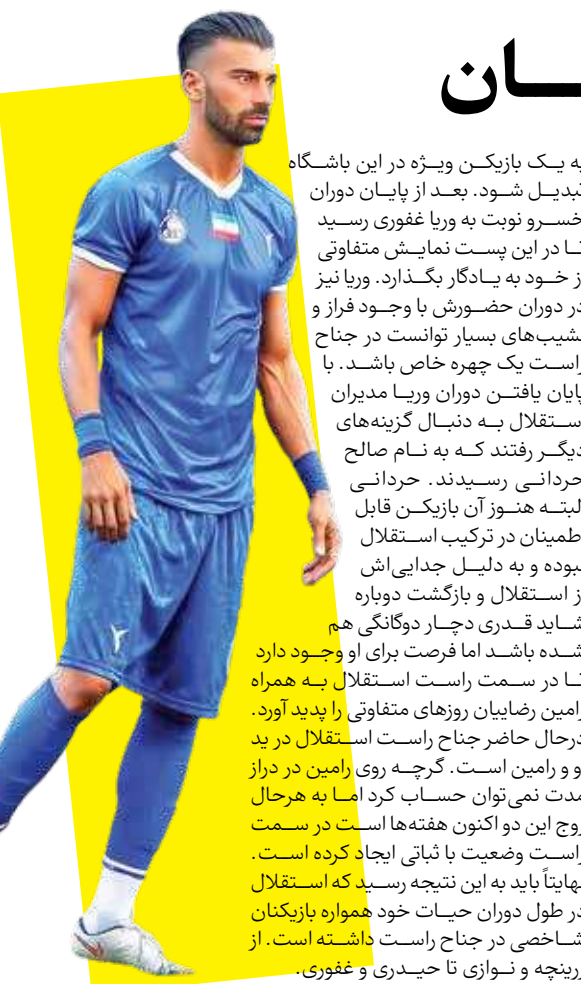 ـــان
به یک بازیکن ویژه در این باشگاه
تبدیل شود. بعد از پایان دوران
خسرو نوبت به وریا غفوری رسید
تا در این پست نمایش متفاوتی
ز خود به یادگار بگذارد. وریا نیز
در دوران حضورش با وجود فراز و
نشیب‌های بسیار توانست در جناح
راست یک چهره خاص باشد. با
پایان یافتن دوران وریا مدیران
ستقلال به دنبال گزینه‌های
دیگر رفتند که به نام صالح
حردانی رسیدند. حردانی
لبته هنوز آن بازیکن قابل
طمینان در ترکیب استقلال
نبوده و به دلیل جدایی‌اش
ز استقلال و بازگشت دوباره
شاید قدری دچار دوگانگی هم
شده باشد اما فرصت برای او وجود دارد
تا در سمت راست استقلال به همراه
رامین رضاییان روزهای متفاوتی را پدید آورد.
درحال حاضر جناح راست استقلال در ید
و و رامین است. گرچه روی رامین در دراز
مدت نمی‌توان حساب کرد اما به هرحال
زوج این دو اکنون هفته‌ها است در سمت
راست وضعیت با ثباتی ایجاد کرده است.
نهایتاً باید به این نتیجه رسید که استقلال
در طول دوران حیات خود همواره بازیکنان
شاخصی در جناح راست داشته است. از
زرینچه و نوازی تا حیدری و غفوری.